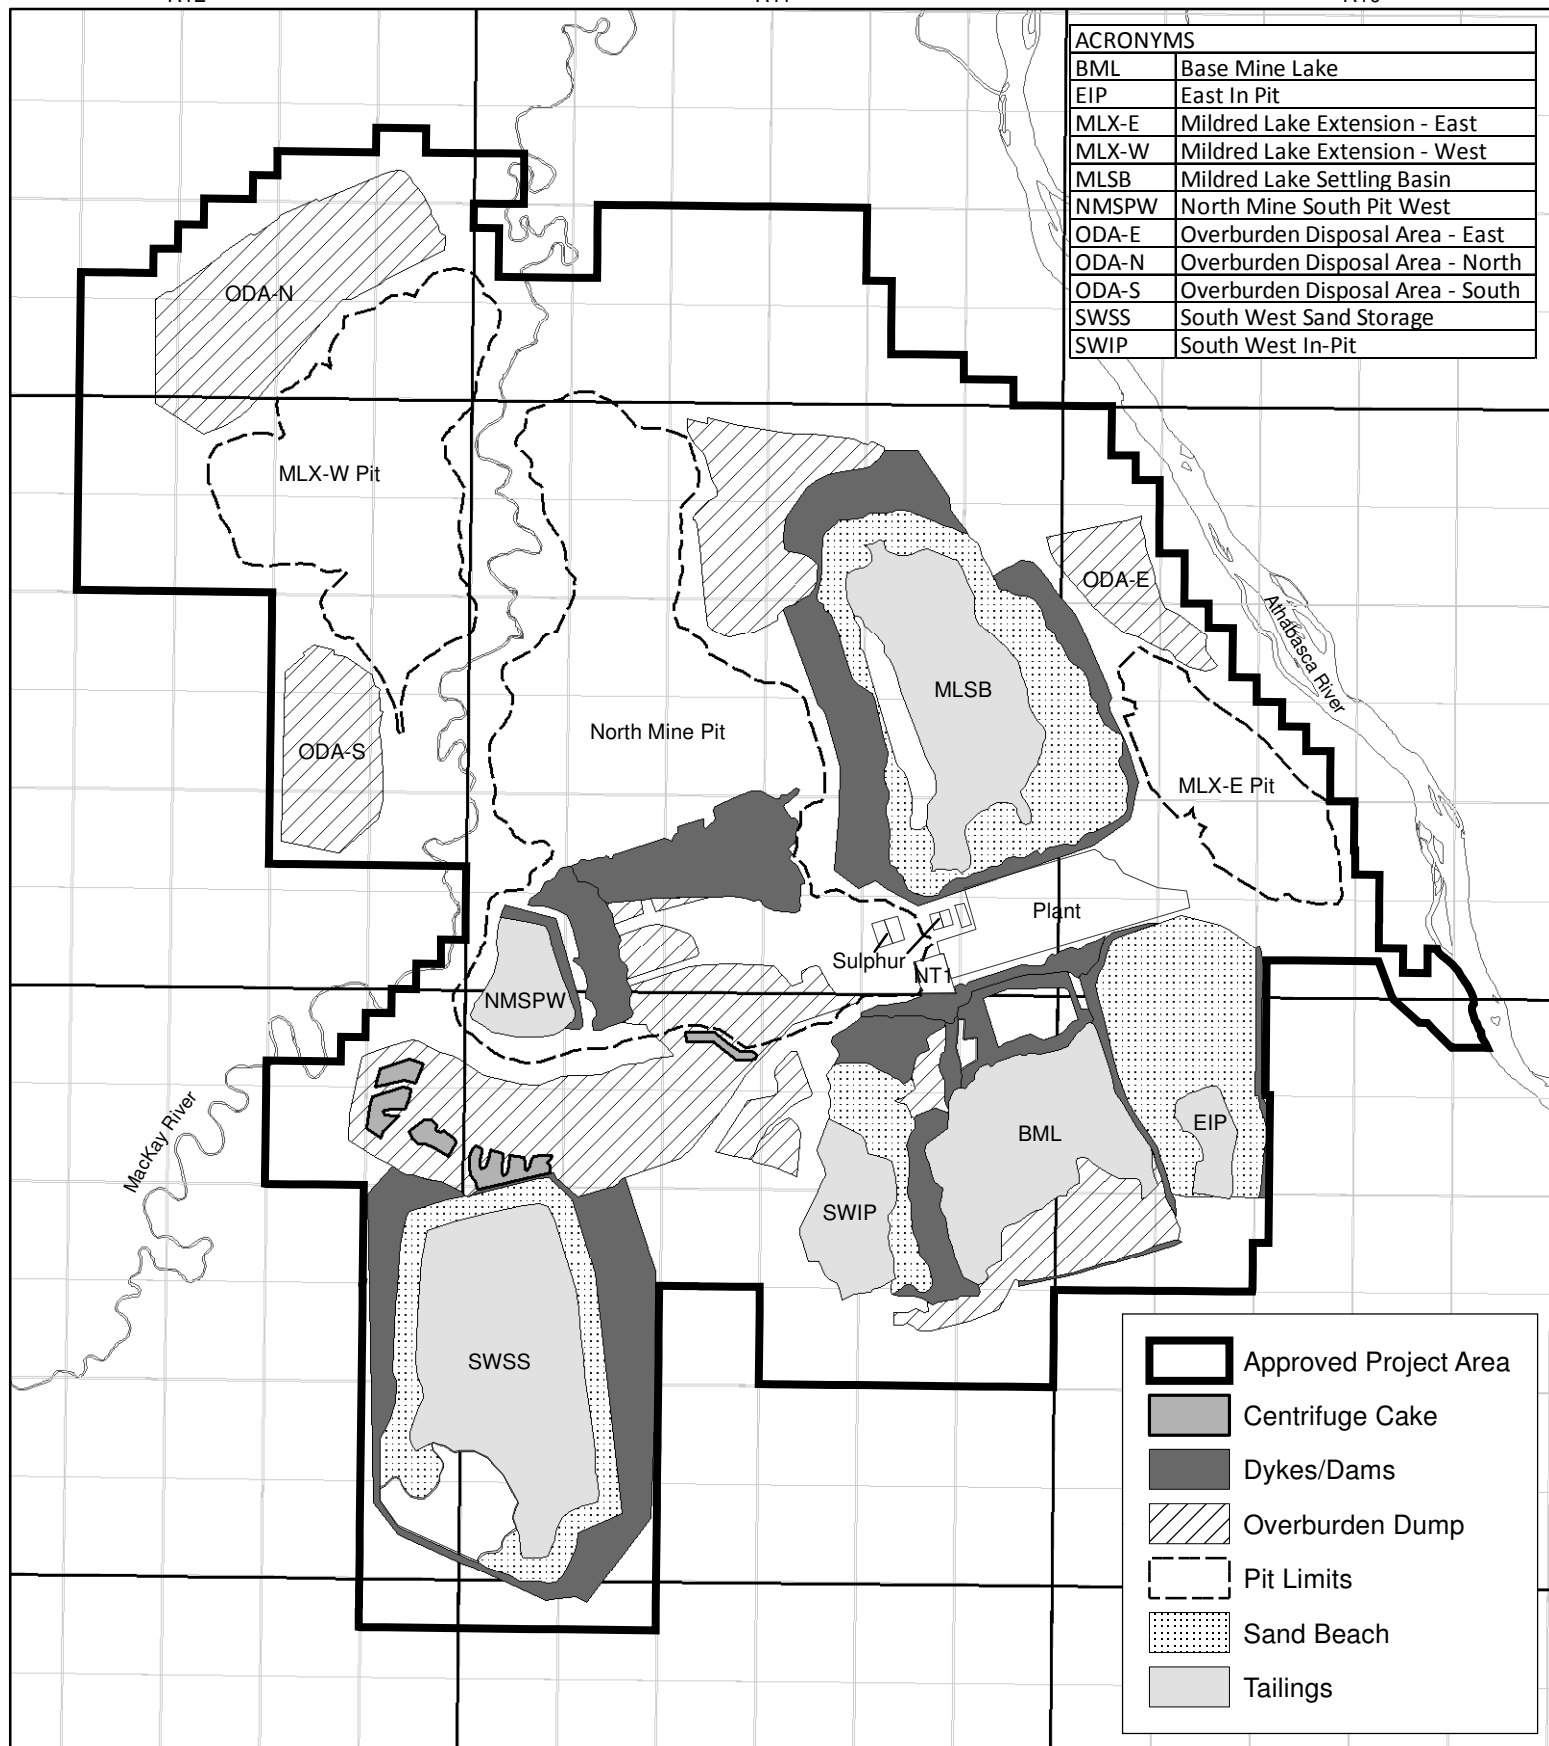 ACRONYMS
BML Base Mine Lake
EIP East In Pit
MLX-E Mildred Lake Extension - East
MLX-W Mildred Lake Extension - West
MLSB Mildred Lake Settling Basin
NMSPW North Mine South Pit West
ODA-E Overburden Disposal Area - East
ODA-N Overburden Disposal Area - North
ODA-S Overburden Disposal Area - South
SWSS South West Sand Storage
SWIP South West In-Pit
ODA-N
MLX-W Pit
ODA-E
Athabasca River
MLSB
North Mine Pit
ODA-S
MLX-E Pit
Plant
Sulphur
NT1
NMSPW
MacKay River
BML
EIP
SWIP
SWSS
Approved Project Area
Centrifuge Cake
Dykes/Dams
Overburden Dump
Pit Limits
Sand Beach
Tailings